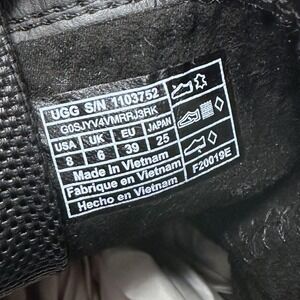 UGG S/N 1103752
G0SJYV4VMRRJ3RK
USA UK EU JAPAN
8 6 39 25
Made in Vietnam
Fabrique en Vietnam
Hecho en Vietnam
F20019E